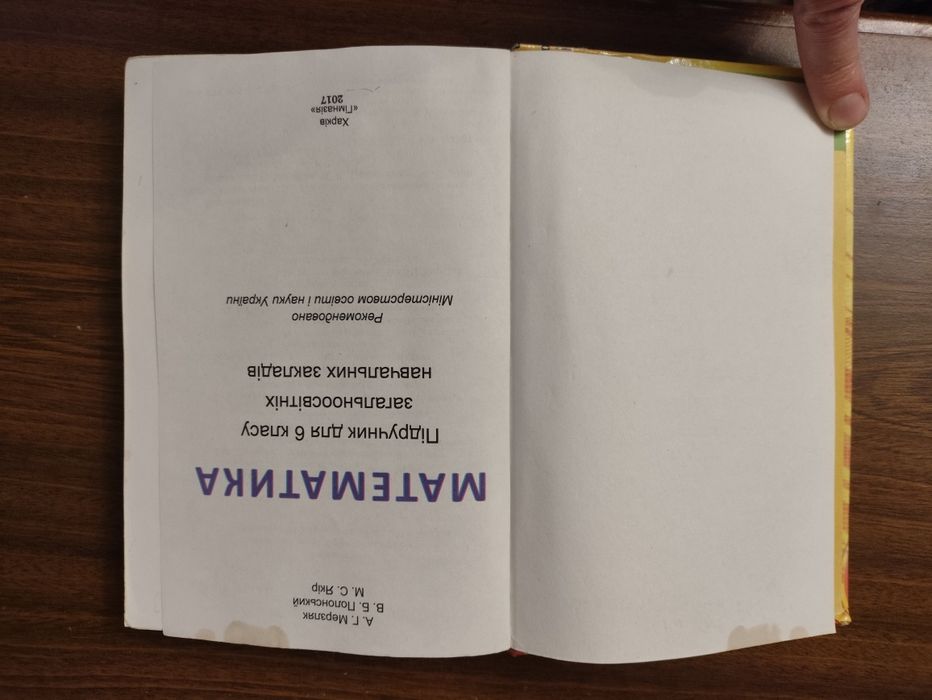 А. Г. Мерзляк
В. Б. Полонський
М. С. Якір
МАТЕМАТИКА
Підручник для 6 класу
загальноосвітніх
навчальних закладів
Рекомендовано
Міністерством освіти і науки України
Харків
«Гімназія»
2017